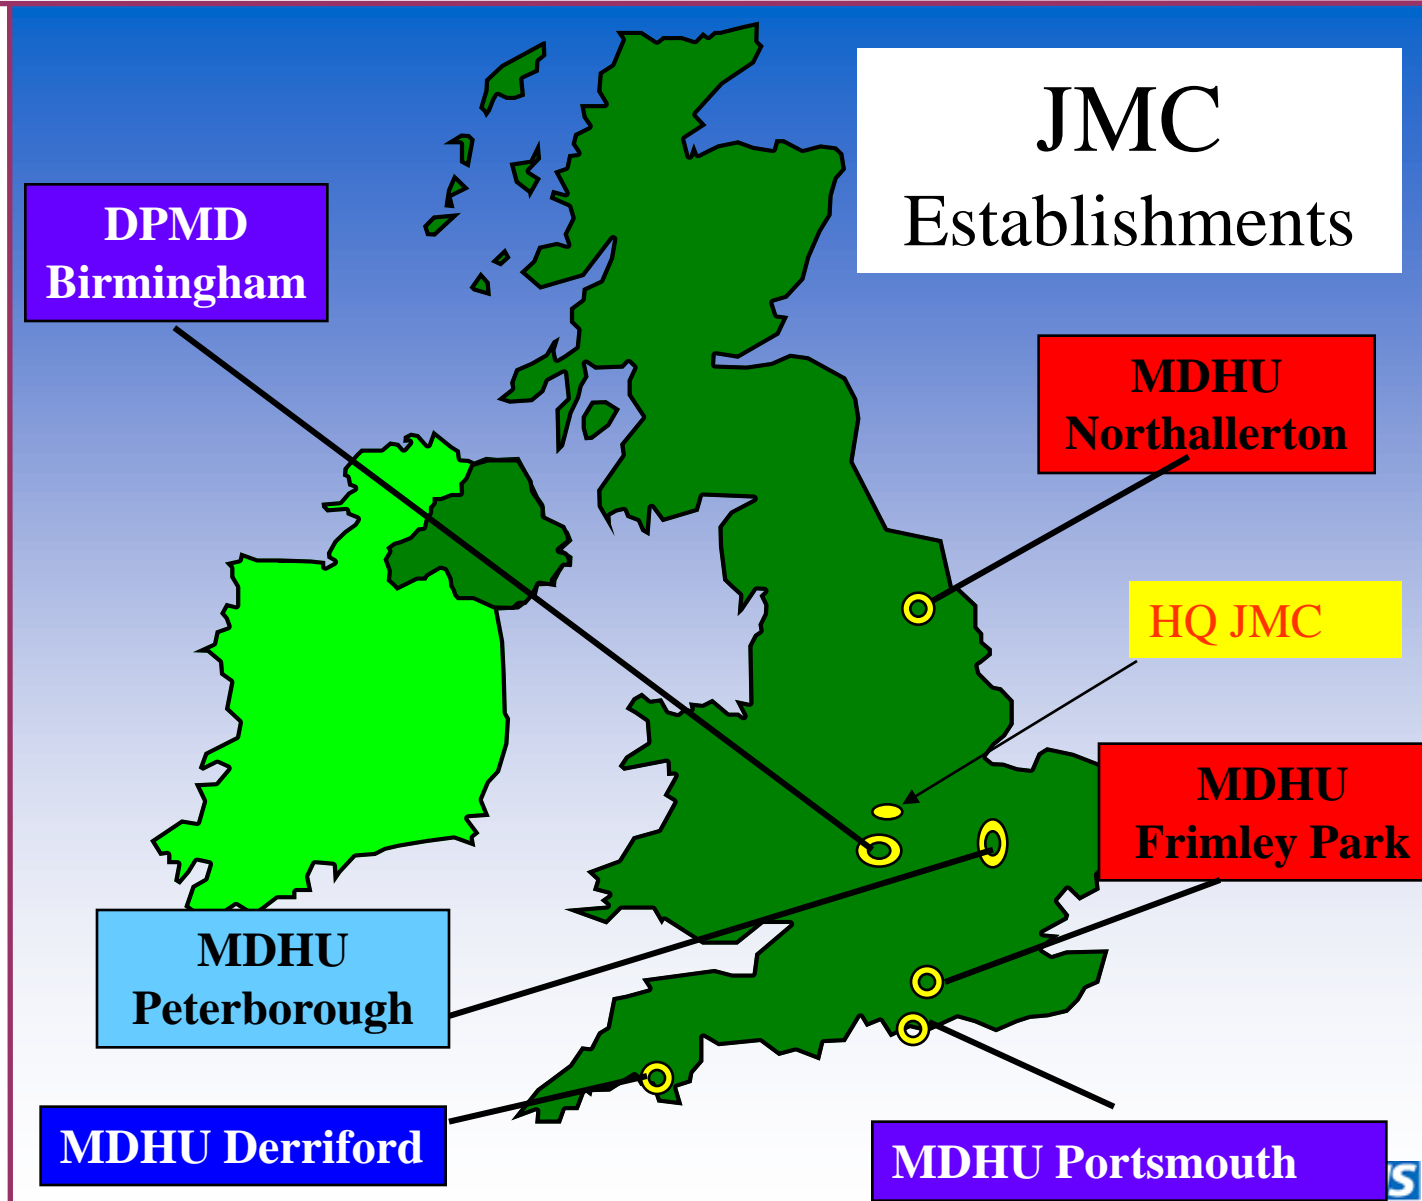 JMC
Establishments
DPMD
Birmingham
MDHU
Northallerton
HQ JMC
MDHU
Frimley Park
MDHU
Peterborough
MDHU Derriford
MDHU Portsmouth